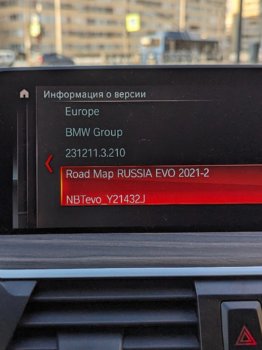 Информация о версии
Europe
BMW Group
231211.3.210
Road Map RUSSIA EVO 2021-2
NBTevo_Y21432J